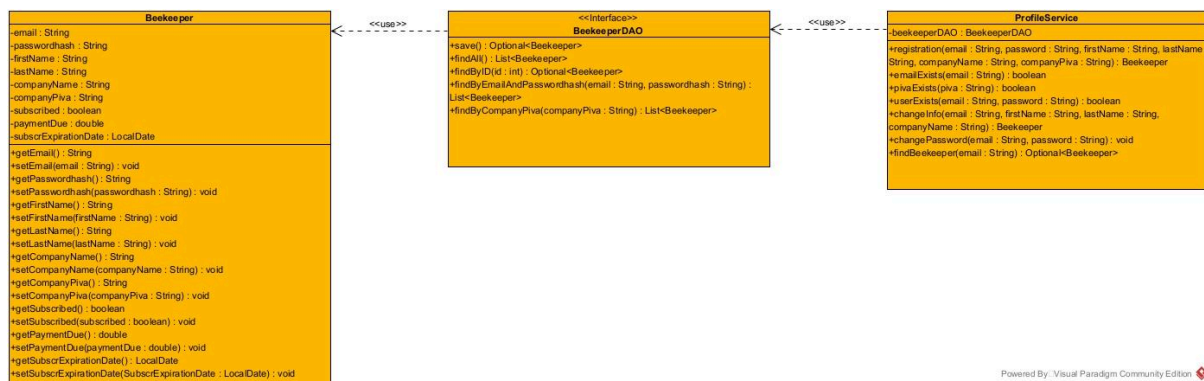 Beekeeper
-email : String
-passwordhash : String
-firstName : String
-lastName : String
-companyName : String
-companyPiva : String
-subscribed : boolean
-paymentDue : double
-subscrExpirationDate : LocalDate
+getEmail() : String
+setEmail(email : String) : void
+getPasswordhash() : String
+setPasswordhash(passwordhash : String) : void
+getFirstName() : String
+setFirstName(firstName : String) : void
+getLastName() : String
+setLastName(lastName : String) : void
+getCompanyName() : String
+setCompanyName(companyName : String) : void
+getCompanyPiva() : String
+setCompanyPiva(companyPiva : String) : void
+getSubscribed() : boolean
+setSubscribed(subscribed : boolean) : void
+getPaymentDue() : double
+setPaymentDue(paymentDue : double) : void
+getSubscrExpirationDate() : LocalDate
+setSubscrExpirationDate(SubscrExpirationDate : LocalDate) : void
<<use>>
<<Interface>>
BeekeeperDAO
+save() : Optional<Beekeeper>
+findAll() : List<Beekeeper>
+findByID(id : int) : Optional<Beekeeper>
+findByEmailAndPasswordhash(email : String, passwordhash : String) :
List<Beekeeper>
+findByCompanyPiva(companyPiva : String) : List<Beekeeper>
<<use>>
ProfileService
-beekeeperDAO : BeekeeperDAO
+registration(email : String, password : String, firstName : String, lastName
String, companyName : String, companyPiva : String) : Beekeeper
+emailExists(email : String) : boolean
+pivaExists(piva : String) : boolean
+userExists(email : String, password : String) : boolean
+changeInfo(email : String, firstName : String, lastName : String,
companyName : String) : Beekeeper
+changePassword(email : String, password : String) : void
+findBeekeeper(email : String) : Optional<Beekeeper>
Powered By Visual Paradigm Community Edition